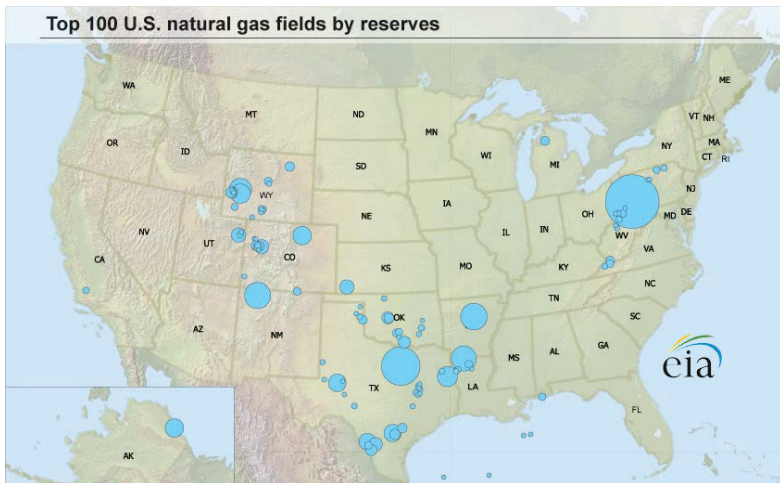 Top 100 U.S. natural gas fields by reserves
WA
ME
MT
ND
VT
NH
OR
MN
ID
WI
NY
MA
SD
MI
CT
RI
WY
IA
NJ
NE
OH
MD
DE
NV
IL
IN
UT
WV
CO
VA
CA
KS
MO
KY
NC
TN
OK
SC
AZ
NM
AL
GA
MS
eia
TX
LA
FL
AK